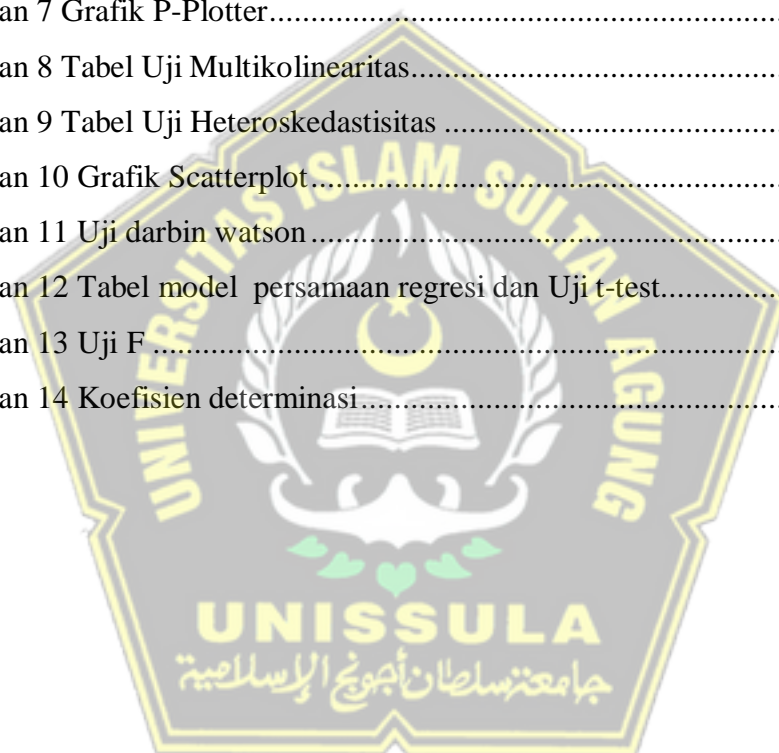 an 7 Grafik P-Plotter........................................................................
an 8 Tabel Uji Multikolinearitas....................................................
an 9 Tabel Uji Heteroskedastisitas ...............................................
an 10 Grafik Scatterplot.................................................................
an 11 Uji darbin watson .................................................................
an 12 Tabel model  persamaan regresi dan Uji t-test...............
an 13 Uji F .....................................................................................
an 14 Koefisien determinasi..........................................................
UNIVERSITAS ISLAM SULTAN AGUNG
UNISSULA
جامعة سلطان أجونج الإسلامية